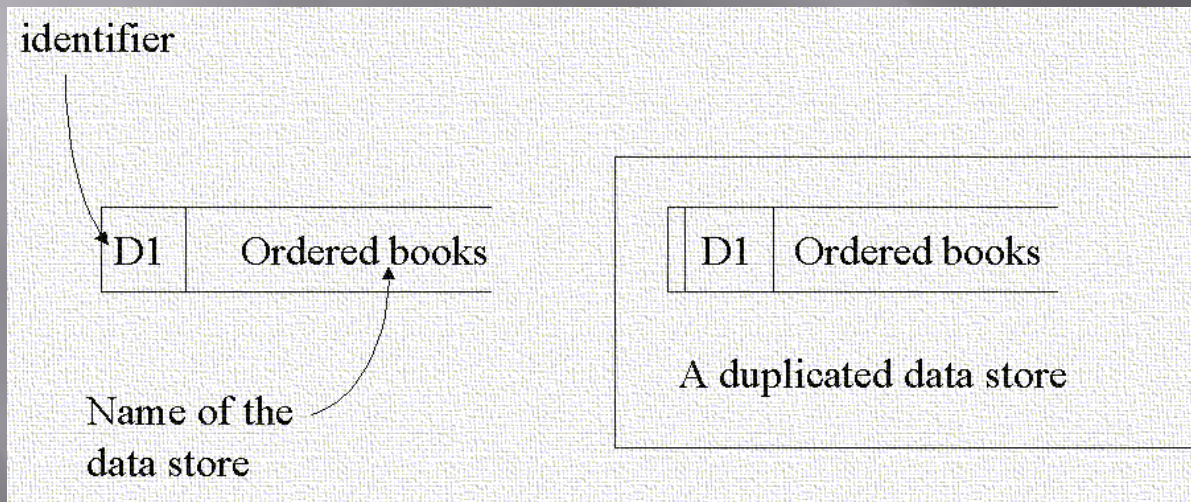 identifier
D1 Ordered books
Name of the
data store
D1 Ordered books
A duplicated data store